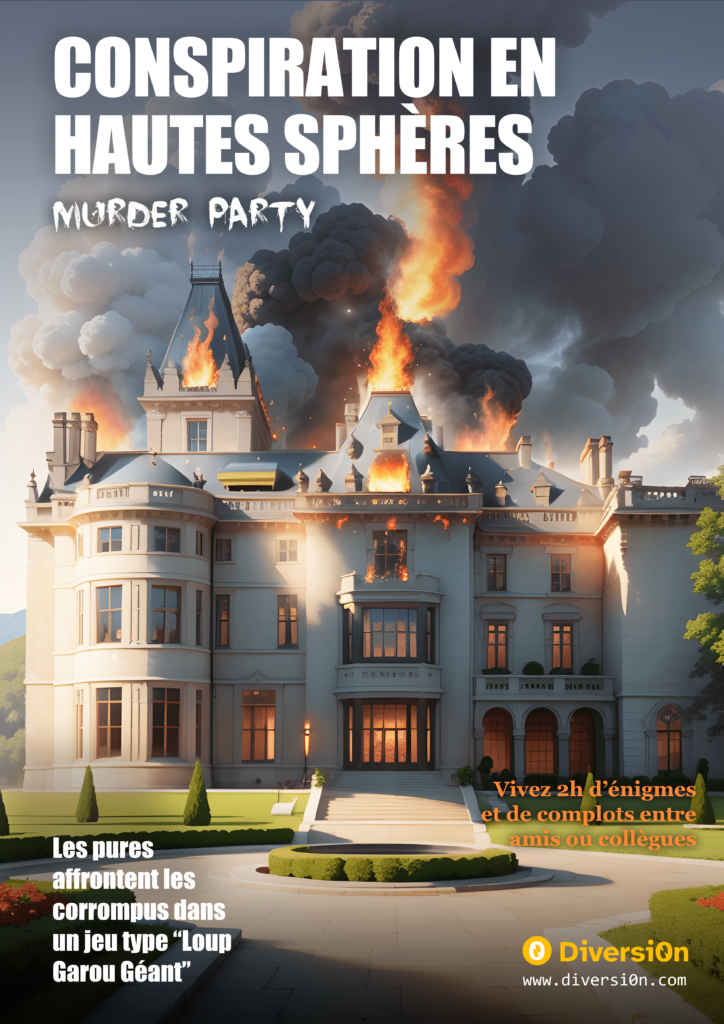 CONSPIRATION EN
HAUTES SPHÈRES
MURDER PARTY
Vivez 2h d’énigmes
et de complots entre
amis ou collègues
Les pures
affrontent les
corrompus dans
un jeu type “Loup
Garou Géant”
Diversi0n
www.diversi0n.com